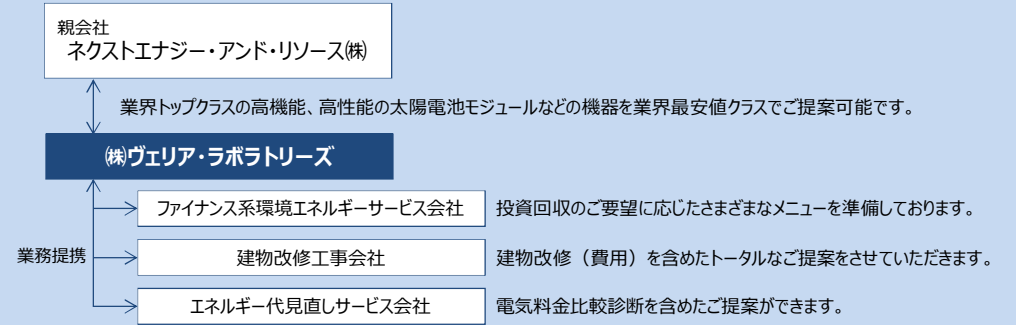 親会社
ネクストエナジー・アンド・リソース㈱
業界トップクラスの高機能、高性能の太陽電池モジュールなどの機器を業界最安値クラスでご提案可能です。
㈱ヴェリア・ラボラトリーズ
ファイナンス系環境エネルギーサービス会社
投資回収のご要望に応じたさまざまなメニューを準備しております。
業務提携
建物改修工事会社
建物改修（費用）を含めたトータルなご提案をさせていただきます。
エネルギー代見直しサービス会社
電気料金比較診断を含めたご提案ができます。